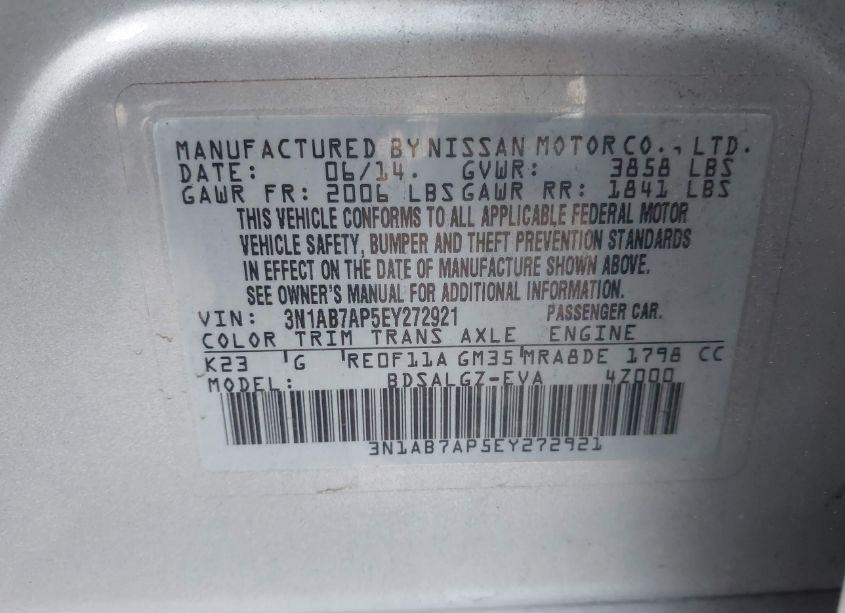 MANUFACTURED BY NISSAN MOTOR CO., LTD.
DATE: 06/14. GVWR: 3858 LBS
GAWR FR: 2006 LBS GAWR RR: 1841 LBS
THIS VEHICLE CONFORMS TO ALL APPLICABLE FEDERAL MOTOR
VEHICLE SAFETY, BUMPER AND THEFT PREVENTION STANDARDS
IN EFFECT ON THE DATE OF MANUFACTURE SHOWN ABOVE.
SEE OWNER'S MANUAL FOR ADDITIONAL INFORMATION.
VIN: 3N1AB7AP5EY272921 PASSENGER CAR.
COLOR TRIM TRANS AXLE ENGINE
K23 G RE0F11A GM35 MRA8DE 1798 CC
MODEL: BDSALGZ-EVA 4Z000
3N1AB7AP5EY272921